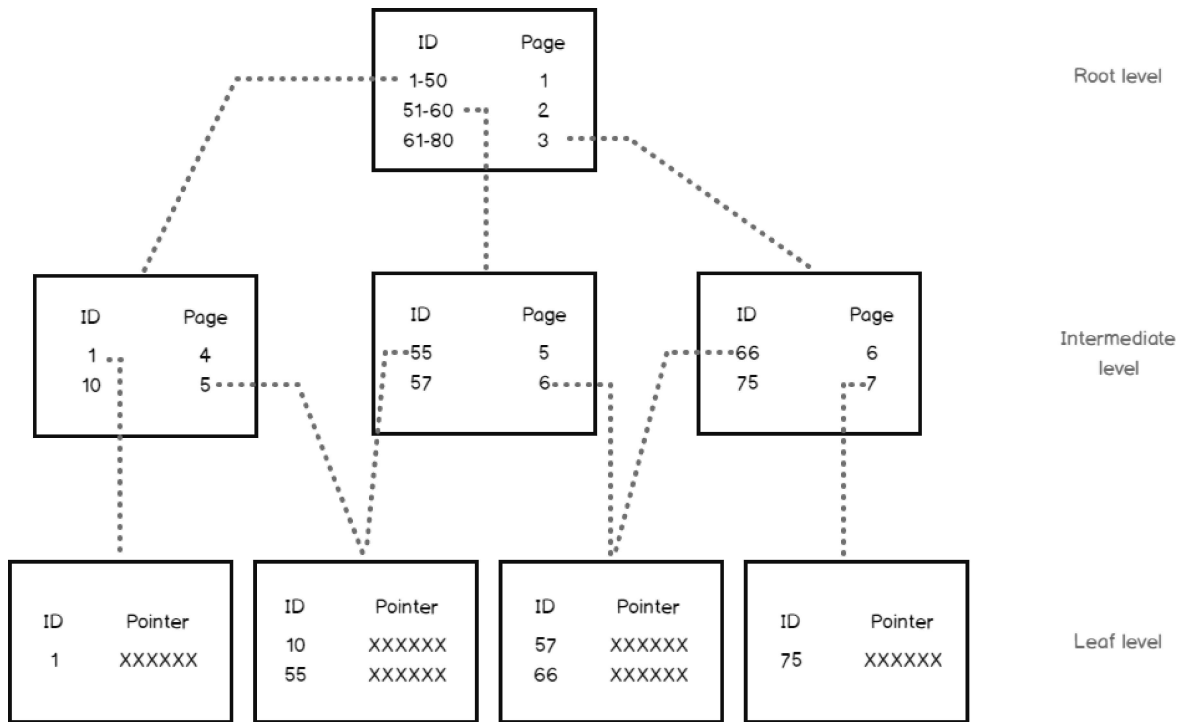 ID Page
1-50 1
51-60 2
61-80 3
Root level
ID Page
1 4
10 5
ID Page
55 5
57 6
ID Page
66 6
75 7
Intermediate
level
ID Pointer
1 XXXXXX
ID Pointer
10 XXXXXX
55 XXXXXX
ID Pointer
57 XXXXXX
66 XXXXXX
ID Pointer
75 XXXXXX
Leaf level